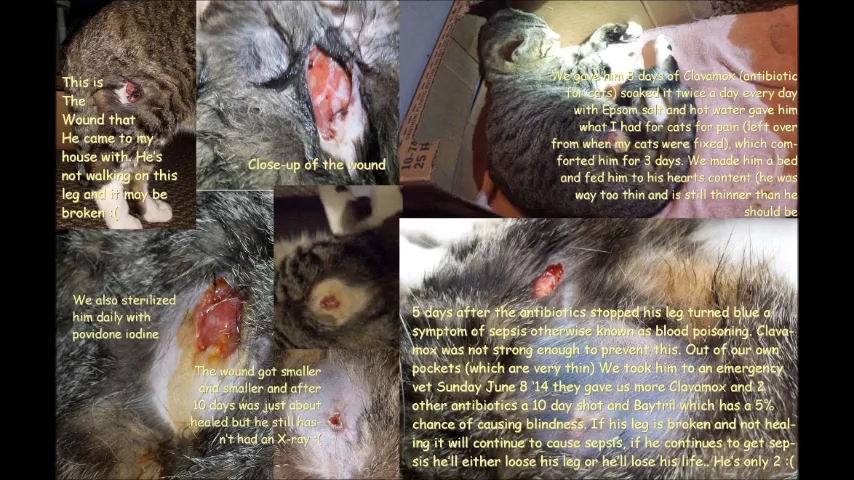 This is
The
Wound that
He came to my
house with. He's
not walking on this
leg and it may be
broken :(
Close-up of the wound
We gave him 8 days of Clavamox (antibiotic
for cats) soaked it twice a day every day
with Epsom salt and hot water gave him
what I had for cats for pain (left over
from when my cats were fixed), which com-
forted him for 3 days. We made him a bed
and fed him to his hearts content (he was
way too thin and is still thinner than he
should be
We also sterilized
him daily with
povidone iodine
The wound got smaller
and smaller and after
10 days was just about
healed but he still has-
n't had an X-ray :(
5 days after the antibiotics stopped his leg turned blue a
symptom of sepsis otherwise known as blood poisoning. Clava-
mox was not strong enough to prevent this. Out of our own
pockets (which are very thin) We took him to an emergency
vet Sunday June 8 '14 they gave us more Clavamox and 2
other antibiotics a 10 day shot and Baytril which has a 5%
chance of causing blindness. If his leg is broken and not heal-
ing it will continue to cause sepsis, if he continues to get sep-
sis he'll either loose his leg or he'll lose his life.. He's only 2 :(